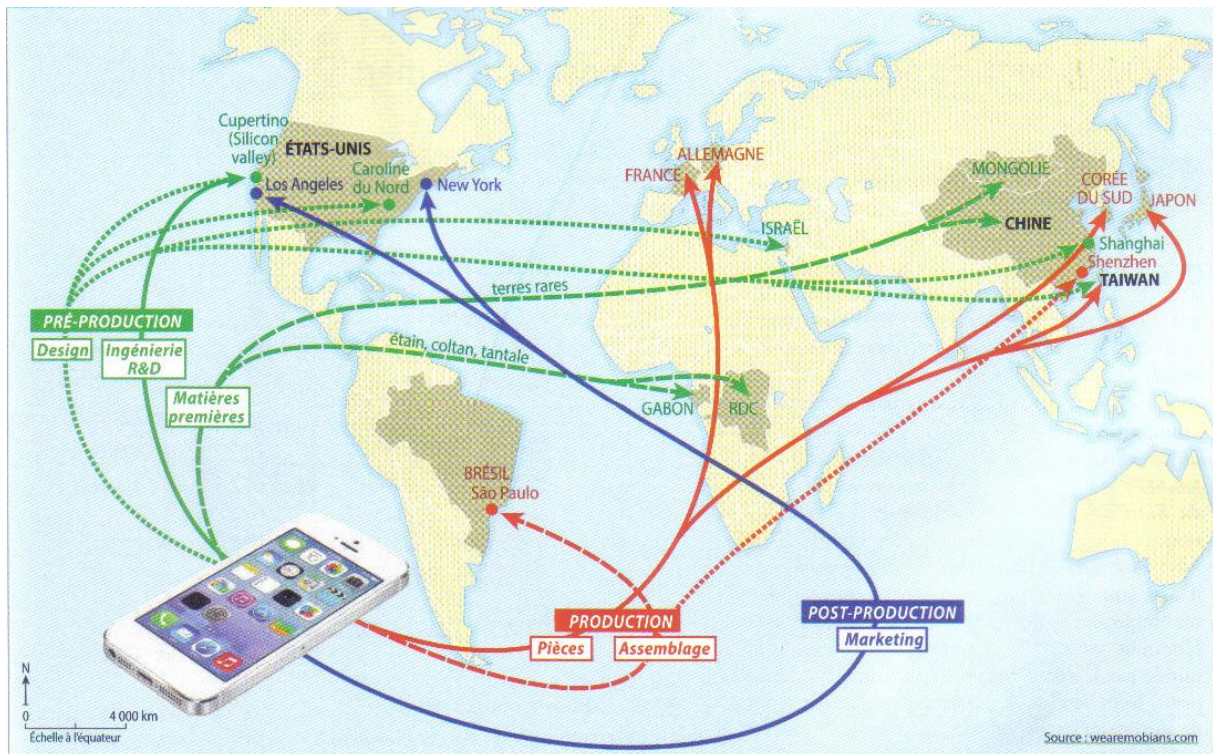 Cupertino
(Silicon
valley)
ÉTATS-UNIS
Caroline
du Nord
Los Angeles
New York
ALLEMAGNE
FRANCE
ISRAËL
MONGOLIE
CORÉE
DU SUD
JAPON
CHINE
Shanghai
Shenzhen
TAIWAN
terres rares
PRÉ-PRODUCTION
Design
Ingénierie
R&D
Matières
premières
étain, coltan, tantale
GABON
RDC
BRÉSIL
São Paulo
PRODUCTION
Pièces
Assemblage
POST-PRODUCTION
Marketing
N
0
4 000 km
Échelle à l'équateur
Source : wearemobians.com